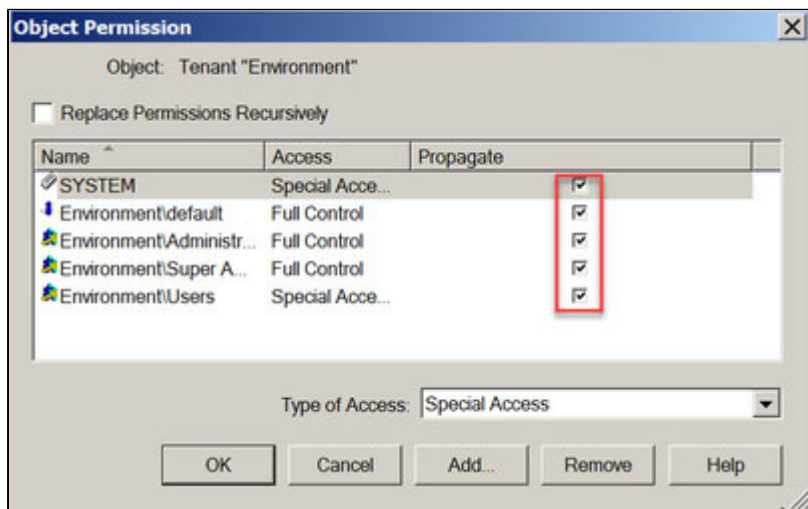 Object Permission
Object: Tenant "Environment"
Replace Permissions Recursively
Name Access Propagate
SYSTEM Special Acce...
Environment\default Full Control
Environment\Administr... Full Control
Environment\Super A... Full Control
Environment\Users Special Acce...
Type of Access: Special Access
OK Cancel Add... Remove Help